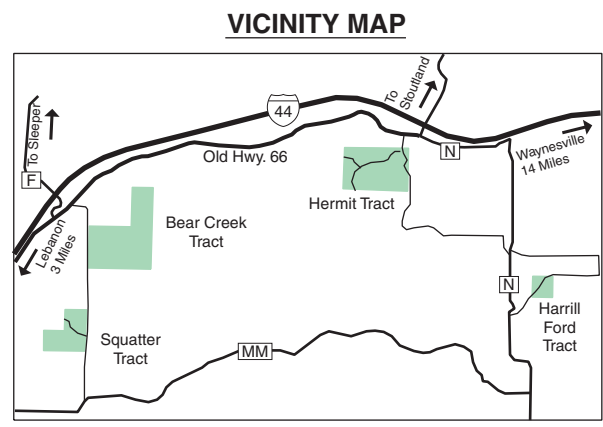 VICINITY MAP
To
Stoutland
44
To Sleeper
Old Hwy. 66
N
Waynesville
14 Miles
F
Hermit Tract
Bear Creek
Tract
Lebanon
3 Miles
N
Harrill
Ford
Tract
Squatter
Tract
MM